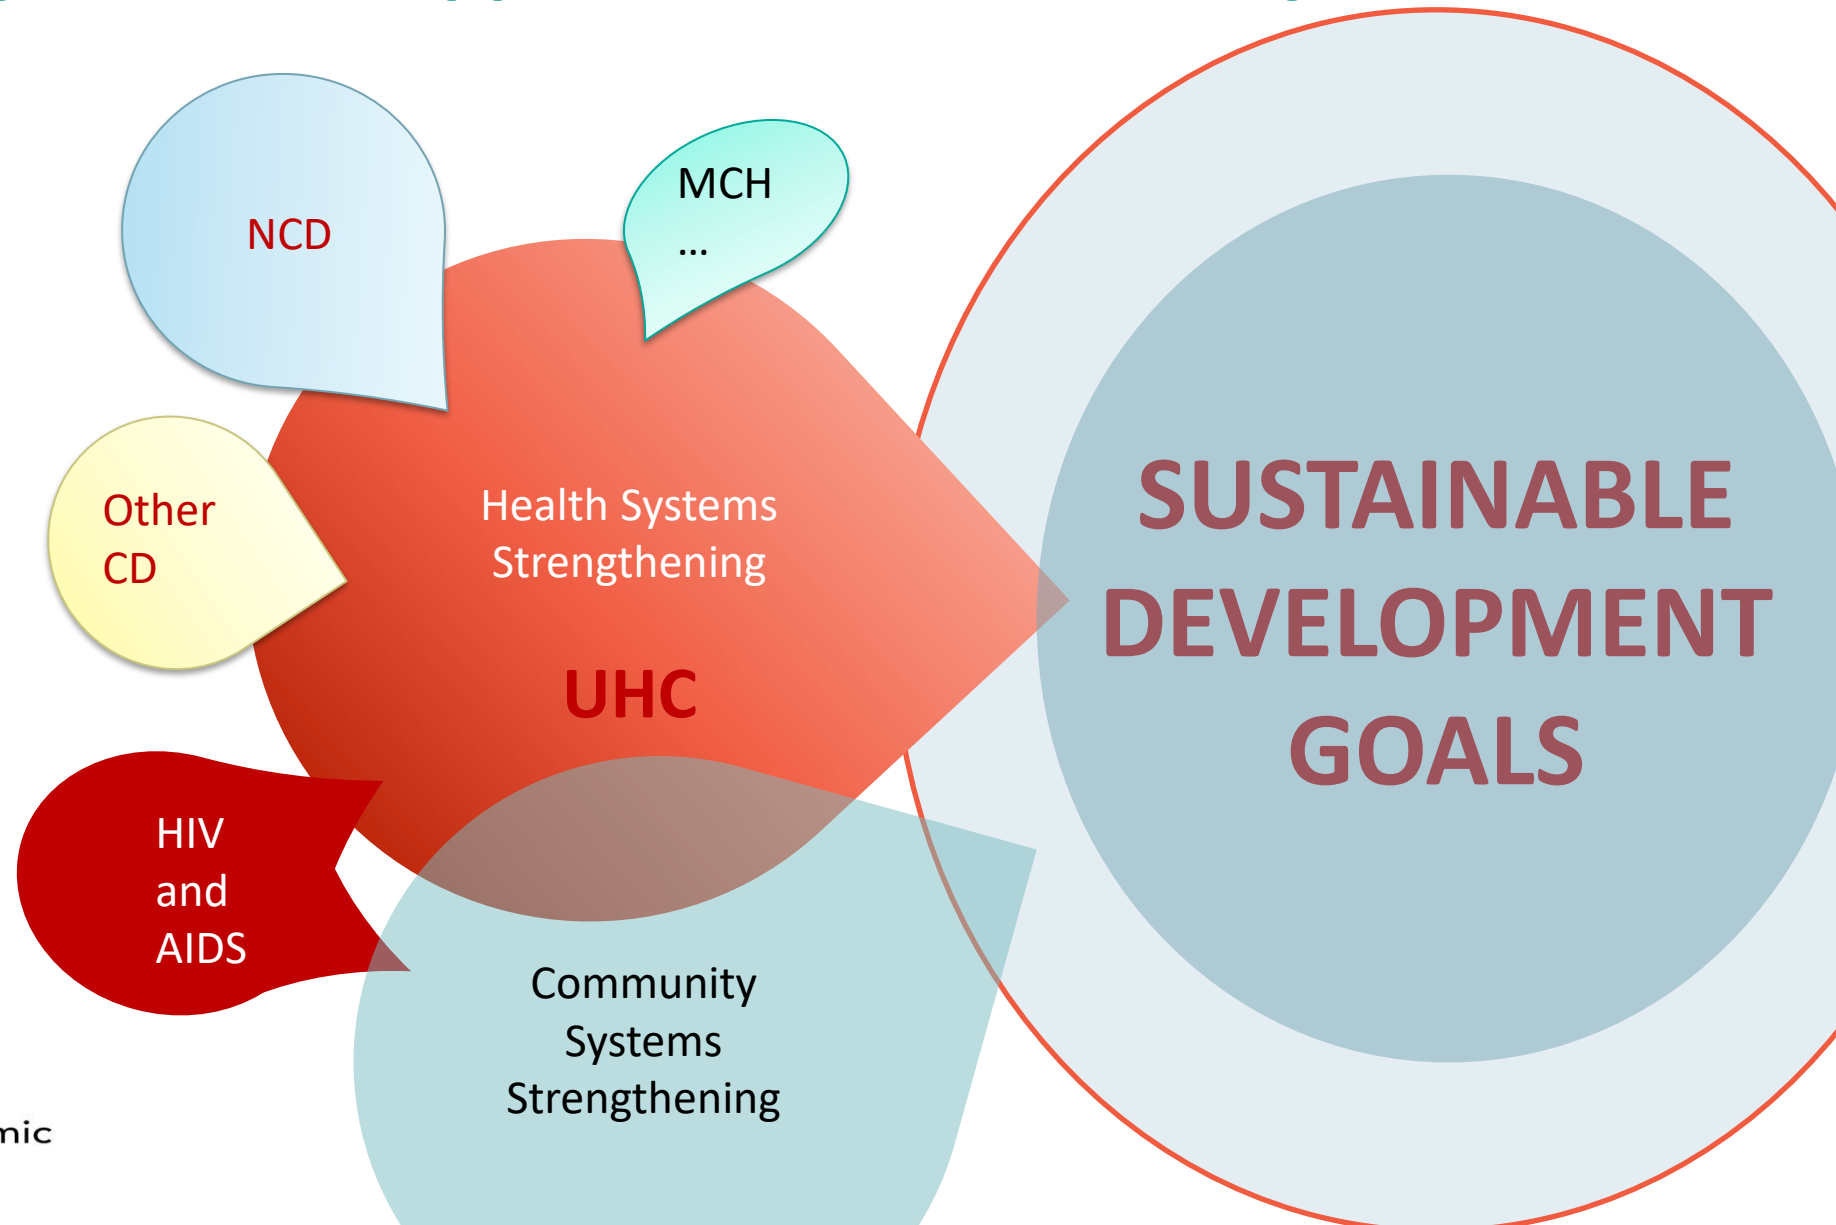 MCH
...
NCD
Other
CD
Health Systems
Strengthening
UHC
SUSTAINABLE
DEVELOPMENT
GOALS
HIV
and
AIDS
Community
Systems
Strengthening
mic